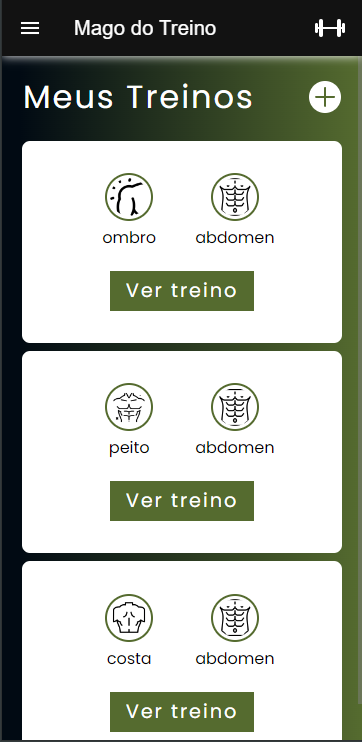 Mago do Treino
Meus Treinos
ombro abdomen
Ver treino
peito abdomen
Ver treino
costa abdomen
Ver treino